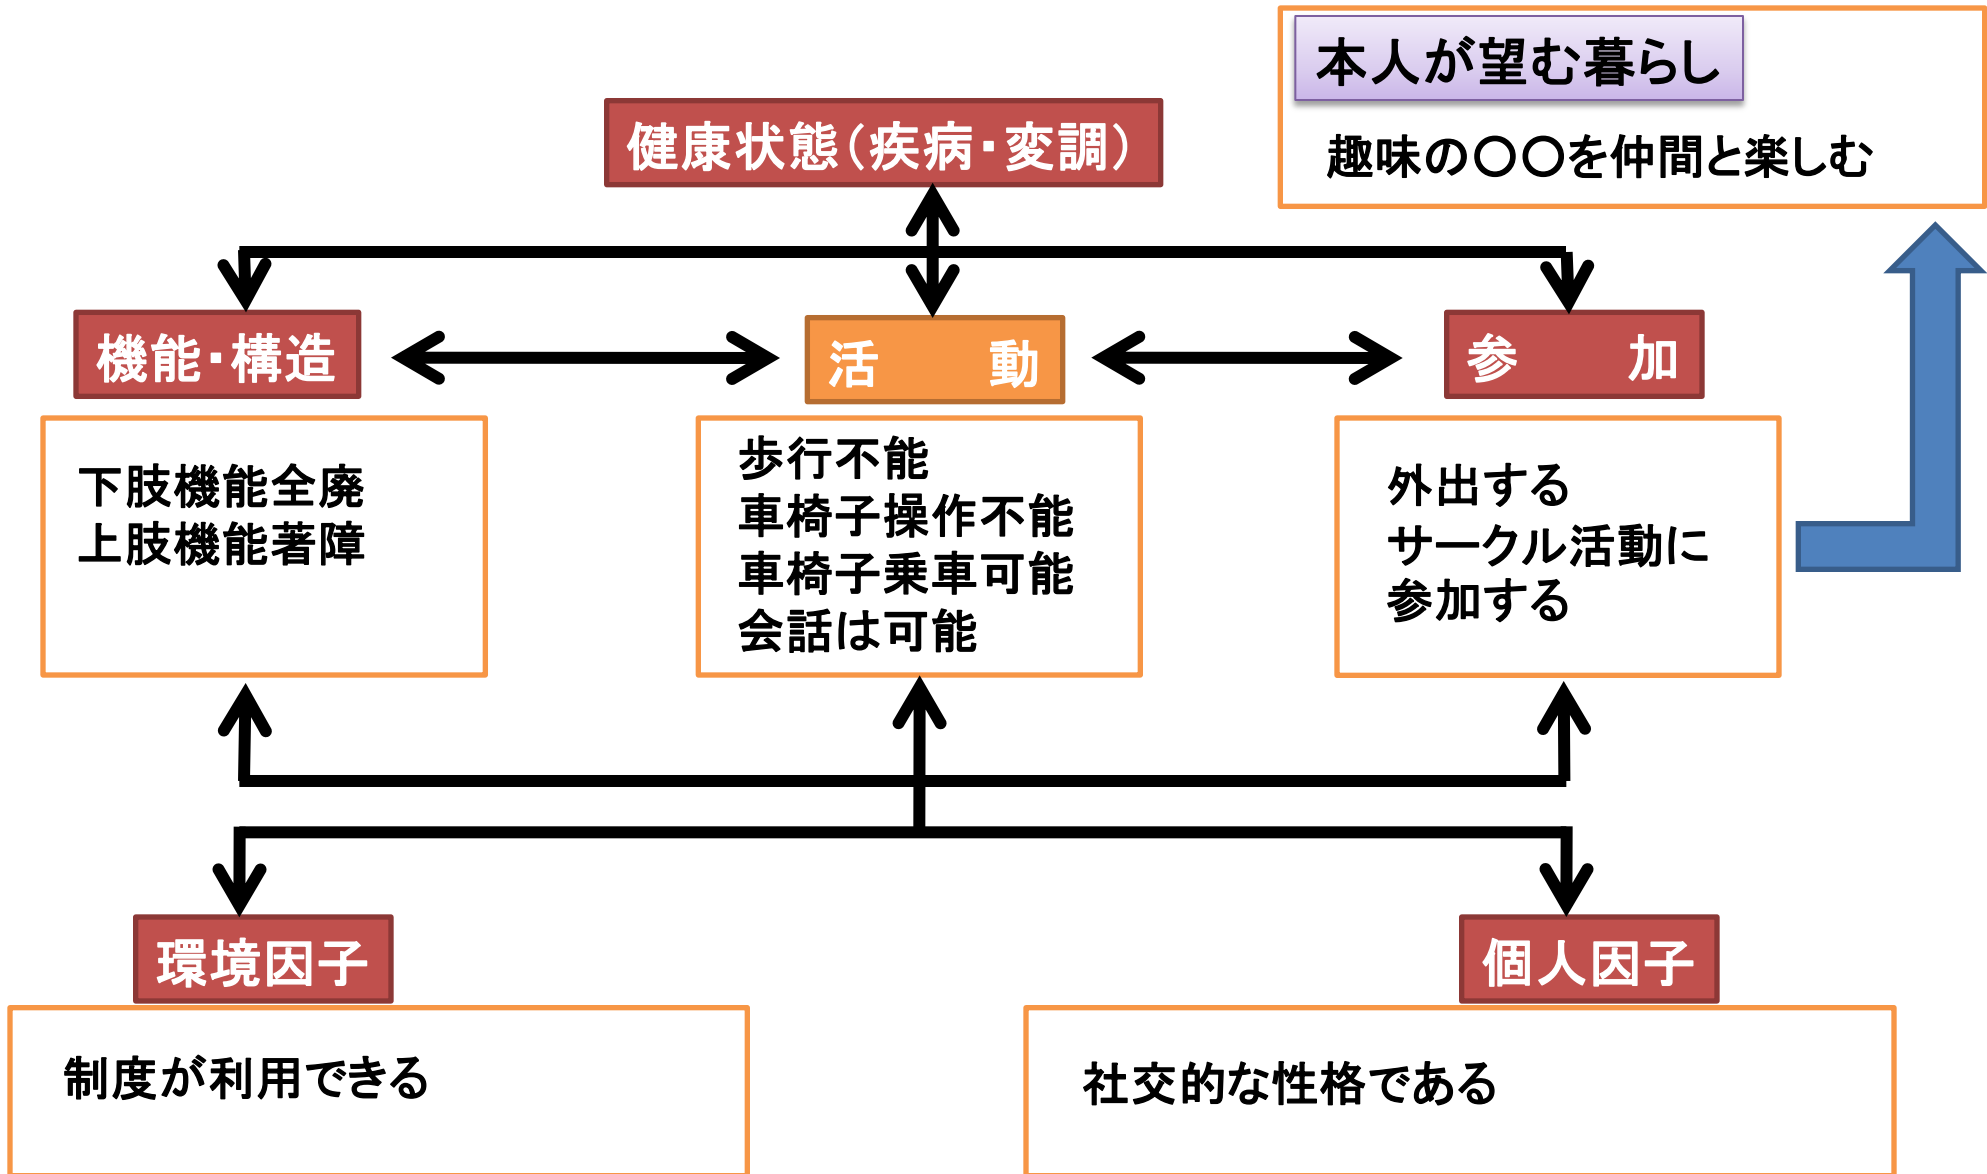 本人が望む暮らし
趣味の〇〇を仲間と楽しむ
健康状態（疾病・変調）
機能・構造
活　　動
参　　加
下肢機能全廃
上肢機能著障
歩行不能
車椅子操作不能
車椅子乗車可能
会話は可能
外出する
サークル活動に
参加する
環境因子
個人因子
制度が利用できる
社交的な性格である